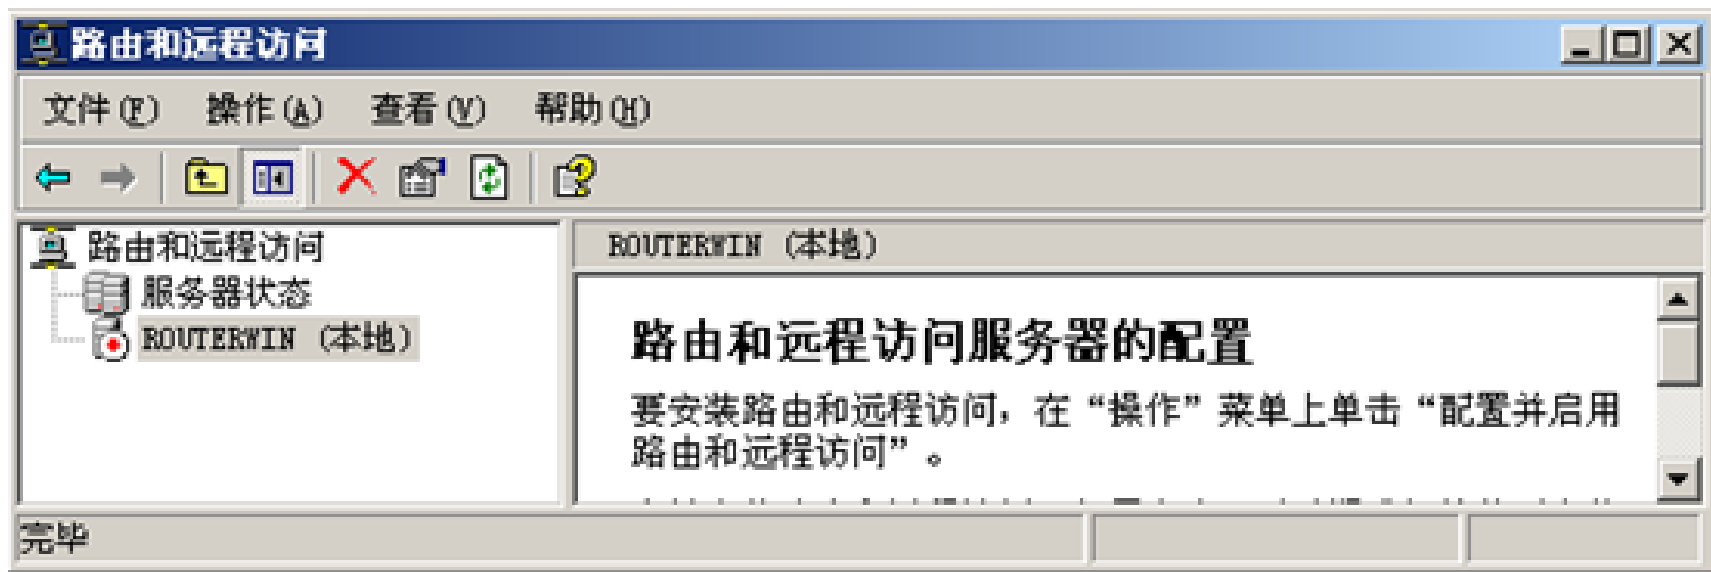 路由和远程访问
文件(F) 操作(A) 查看(V) 帮助(H)
路由和远程访问
服务器状态
ROUTERWIN (本地)
ROUTERWIN (本地)
路由和远程访问服务器的配置
要安装路由和远程访问，在“操作”菜单上单击“配置并启用
路由和远程访问”。
完毕